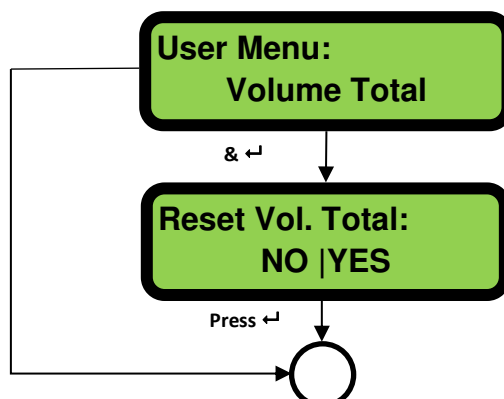 User Menu:
Volume Total
& ↵
Reset Vol. Total:
NO |YES
Press ↵